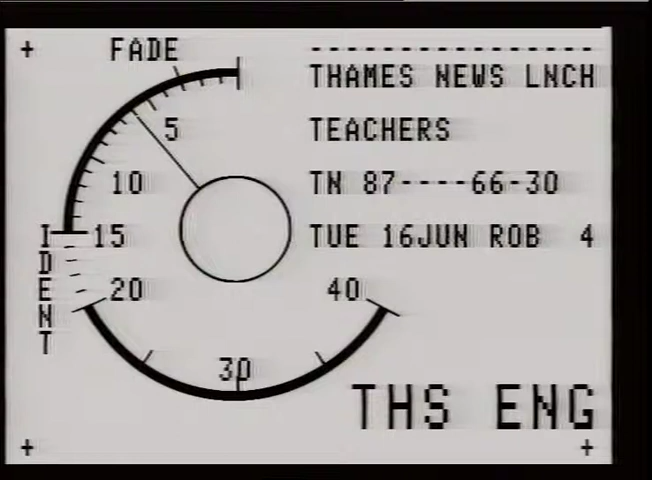 FADE
5
10
15
20
30
40
IDENT
- - - - - - - - - - - - - - - -
THAMES NEWS LNCH
TEACHERS
TN 87----66-30
TUE 16JUN ROB 4
THS ENG